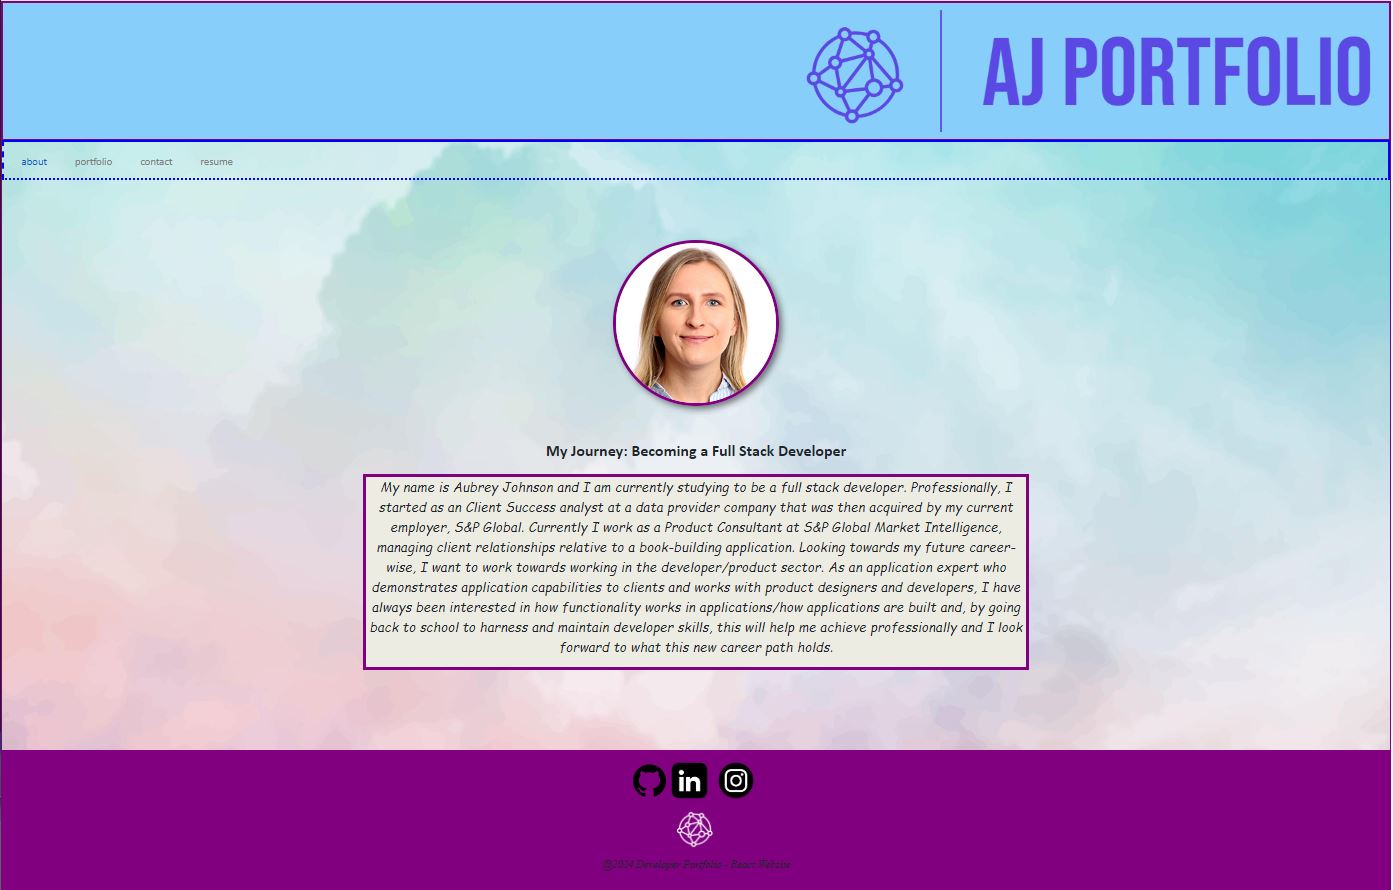 AJ PORTFOLIO
about portfolio contact resume
My Journey: Becoming a Full Stack Developer
My name is Aubrey Johnson and I am currently studying to be a full stack developer. Professionally, I
started as an Client Success analyst at a data provider company that was then acquired by my current
employer, S&P Global. Currently I work as a Product Consultant at S&P Global Market Intelligence,
managing client relationships relative to a book-building application. Looking towards my future career-
wise, I want to work towards working in the developer/product sector. As an application expert who
demonstrates application capabilities to clients and works with product designers and developers, I have
always been interested in how functionality works in applications/how applications are built and, by going
back to school to harness and maintain developer skills, this will help me achieve professionally and I look
forward to what this new career path holds.
in
@2024 Developer Portfolio - React Website